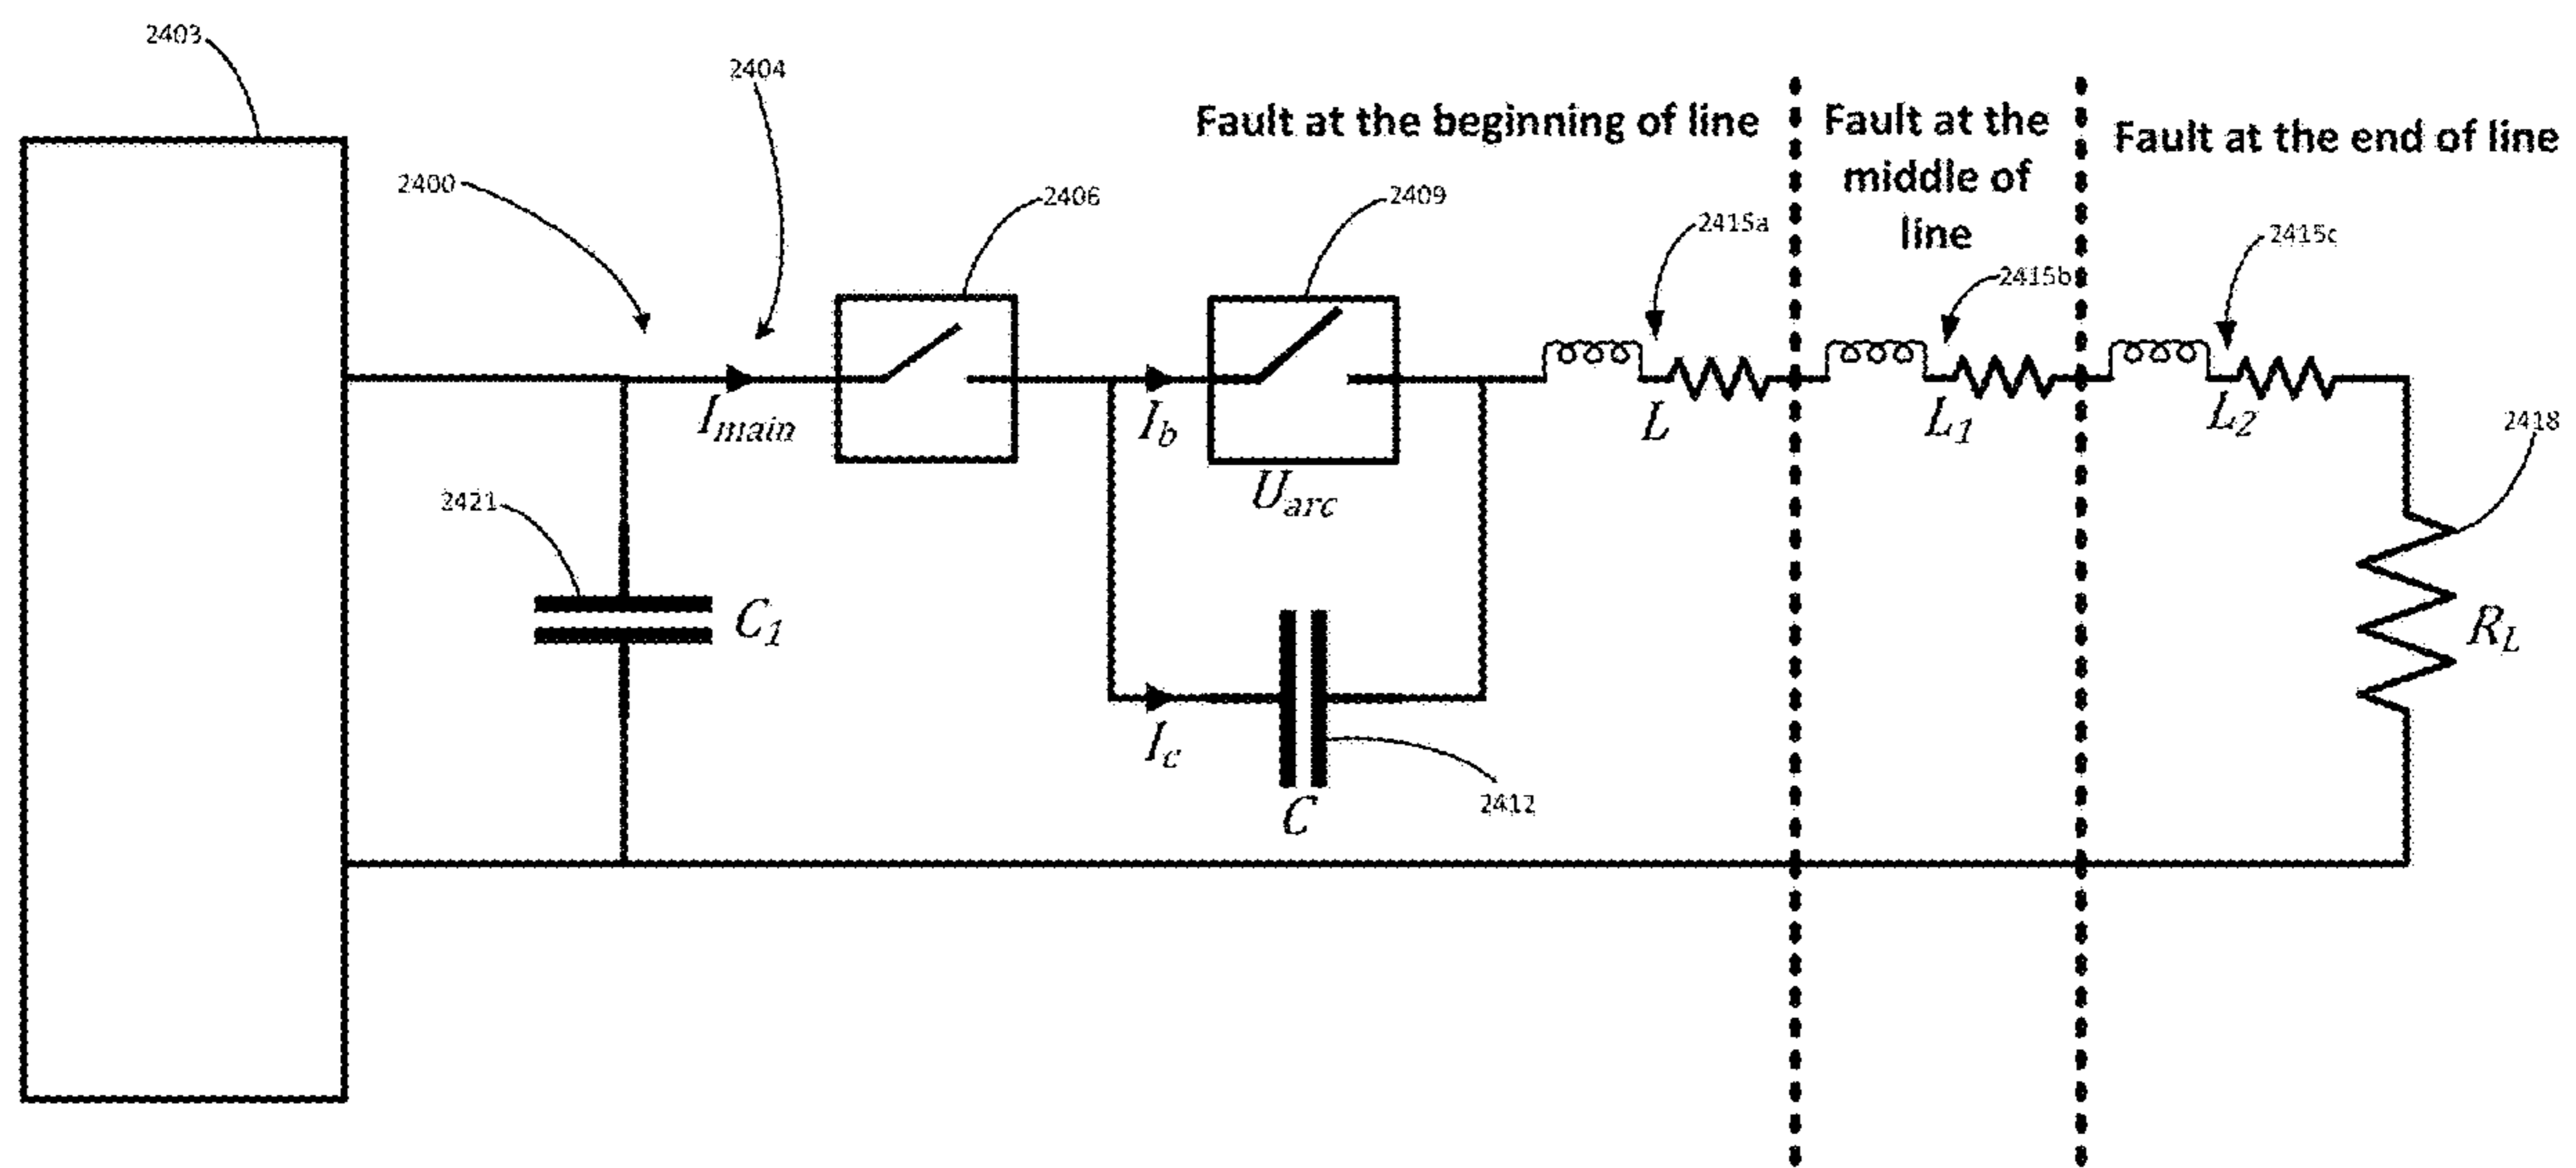 2403
2404
Fault at the beginning of line
Fault at the
middle of
line
Fault at the end of line
2400
2406
2409
2415a
2415b
2415c
I_main
I_b
U_arc
L
L_1
L_2
2418
2421
C_1
R_L
I_c
C
2412